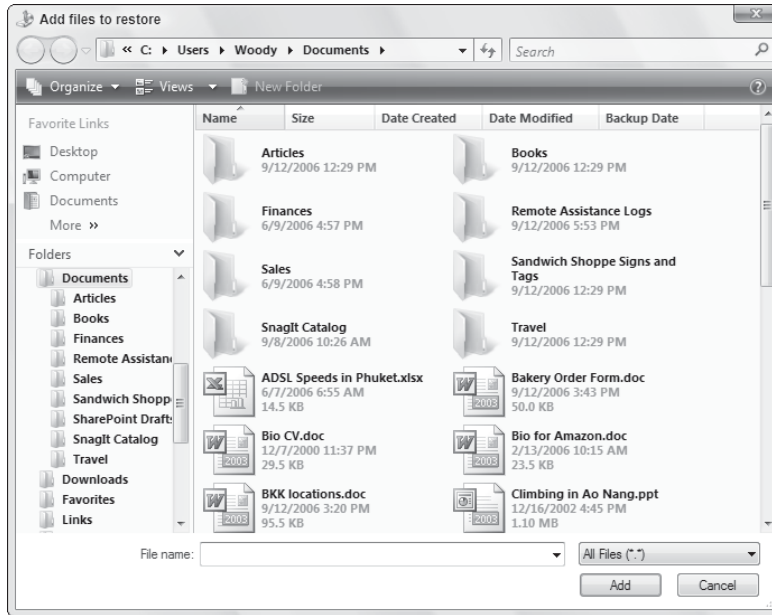 Add files to restore
« C: ▸ Users ▸ Woody ▸ Documents ▸
Search
Organize
Views
New Folder
Favorite Links
Desktop
Computer
Documents
More »
Folders
Documents
Articles
Books
Finances
Remote Assistan
Sales
Sandwich Shopp
SharePoint Draft
SnagIt Catalog
Travel
Downloads
Favorites
Links
Name Size Date Created Date Modified Backup Date
Articles
9/12/2006 12:29 PM
Books
9/12/2006 12:29 PM
Finances
6/9/2006 4:57 PM
Remote Assistance Logs
9/12/2006 5:53 PM
Sales
6/9/2006 4:58 PM
Sandwich Shoppe Signs and
Tags
9/12/2006 12:29 PM
SnagIt Catalog
9/8/2006 10:26 AM
Travel
9/12/2006 12:29 PM
ADSL Speeds in Phuket.xlsx
6/7/2006 6:55 AM
14.5 KB
2003
Bakery Order Form.doc
9/12/2006 3:43 PM
50.0 KB
2003
Bio CV.doc
12/7/2000 11:37 PM
29.5 KB
2003
Bio for Amazon.doc
2/13/2006 10:15 AM
23.5 KB
2003
BKK locations.doc
9/12/2006 3:20 PM
95.5 KB
2003
Climbing in Ao Nang.ppt
12/16/2002 4:45 PM
1.10 MB
File name:
All Files (*.*)
Add
Cancel